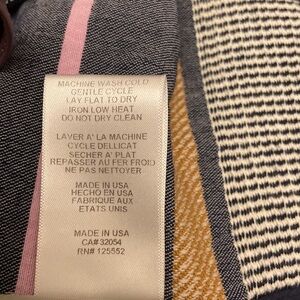 MACHINE WASH COLD
GENTLE CYCLE
LAY FLAT TO DRY
IRON LOW HEAT
DO NOT DRY CLEAN
LAVER A' LA MACHINE
CYCLE DELLICAT
SECHER A' PLAT
REPASSER AU FER FROID
NE PAS NETTOYER
MADE IN USA
HECHO EN USA
FABRIQUE AUX
ETATS UNIS
MADE IN USA
CA# 32054
RN# 125552